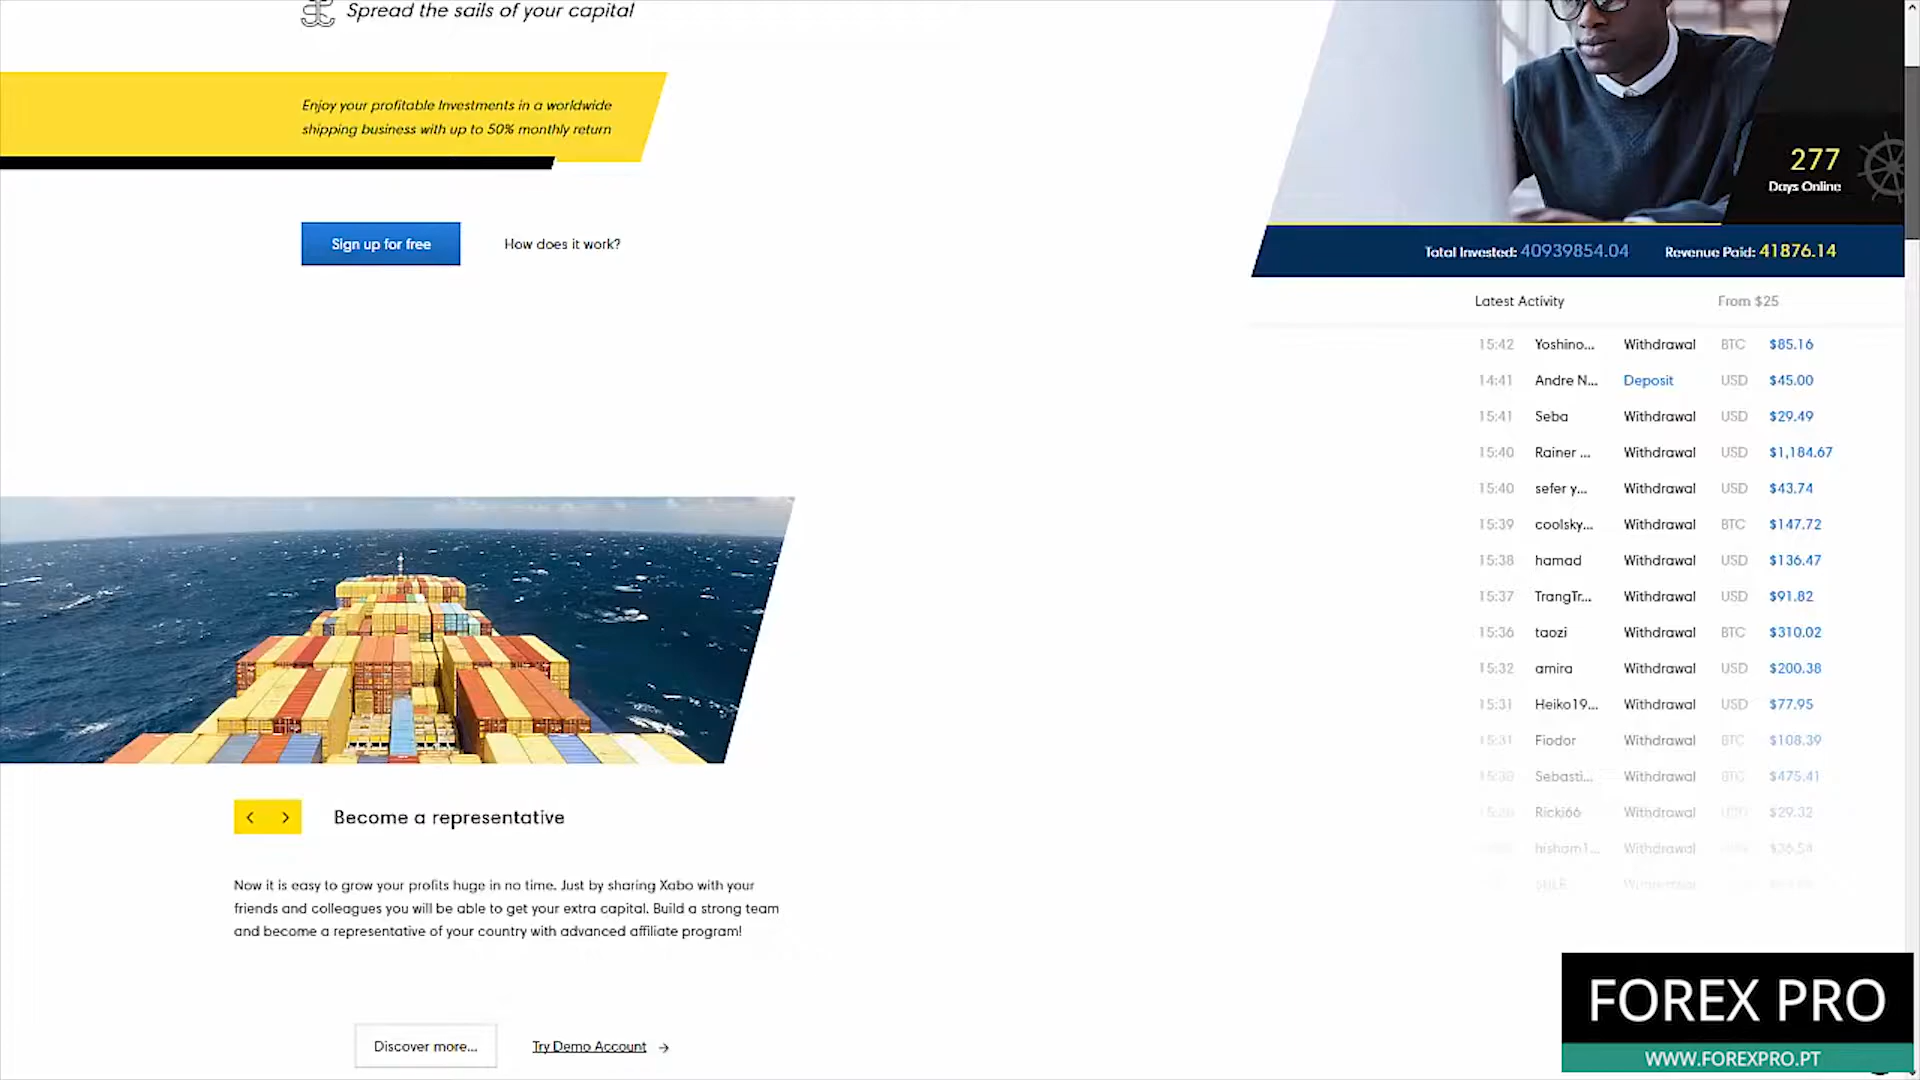 Spread the sails of your capital
Enjoy your profitable Investments in a worldwide
shipping business with up to 50% monthly return
Sign up for free
How does it work?
277
Days Online
Total Invested: 40939854.04 Revenue Paid: 41876.14
Latest Activity From $25
15:42 Yoshino... Withdrawal BTC $85.16
14:41 Andre N... Deposit USD $45.00
15:41 Seba Withdrawal USD $29.49
15:40 Rainer ... Withdrawal USD $1,184.67
15:40 sefer y... Withdrawal USD $43.74
15:39 coolsky... Withdrawal BTC $147.72
15:38 hamad Withdrawal USD $136.47
15:37 TrangTr... Withdrawal USD $91.82
15:36 taozi Withdrawal BTC $310.02
15:32 amira Withdrawal USD $200.38
15:31 Heiko19... Withdrawal USD $77.95
15:31 Fiodor Withdrawal BTC $108.39
Sebasti... Withdrawal BTC $475.41
Ricki66 Withdrawal USD $29.32
hisham1... Withdrawal $36.54
Withdrawal
Become a representative
Now it is easy to grow your profits huge in no time. Just by sharing Xabo with your
friends and colleagues you will be able to get your extra capital. Build a strong team
and become a representative of your country with advanced affiliate program!
Discover more...
Try Demo Account →
FOREX PRO
WWW.FOREXPRO.PT